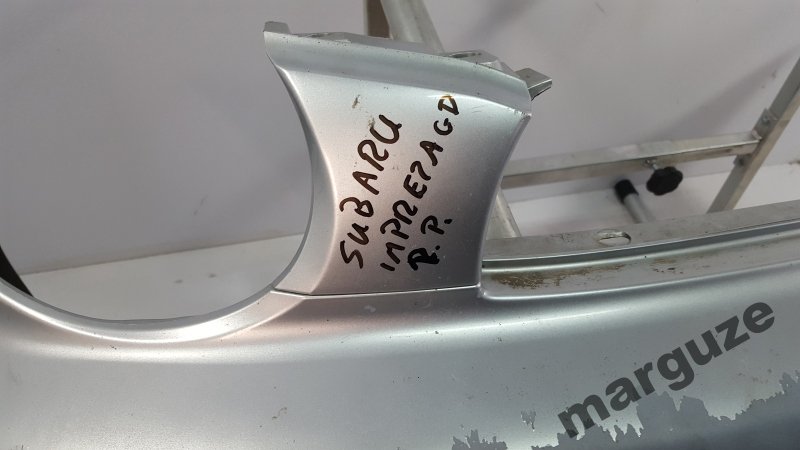 SUBARU
IMPREZA GD
R.P.
marguze